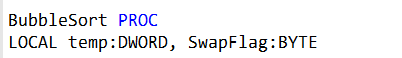 BubbleSort PROC
LOCAL temp:DWORD, SwapFlag:BYTE